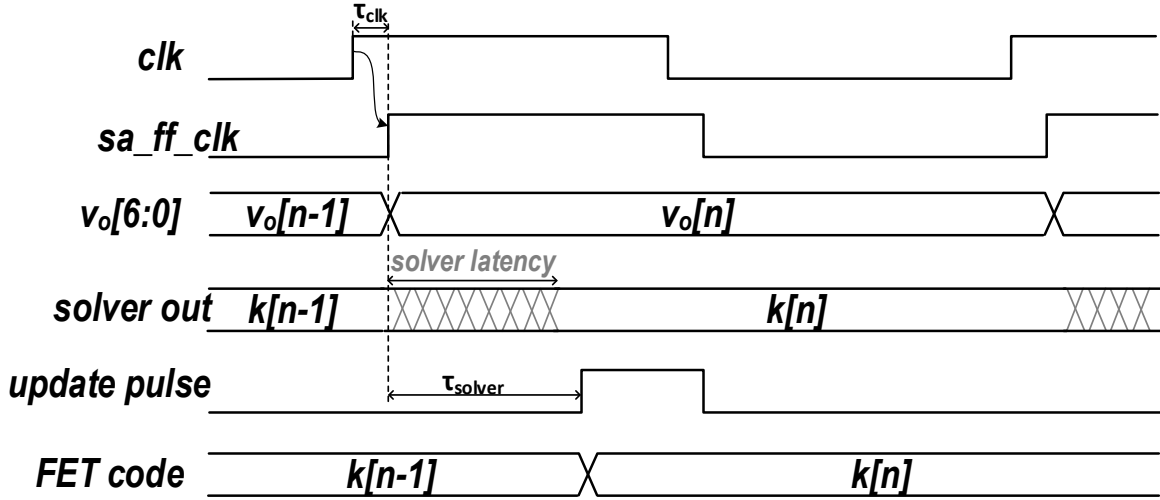 τclk
clk
sa_ff_clk
vo[6:0] vo[n-1] vo[n]
solver latency
solver out k[n-1] k[n]
update pulse τsolver
FET code k[n-1] k[n]